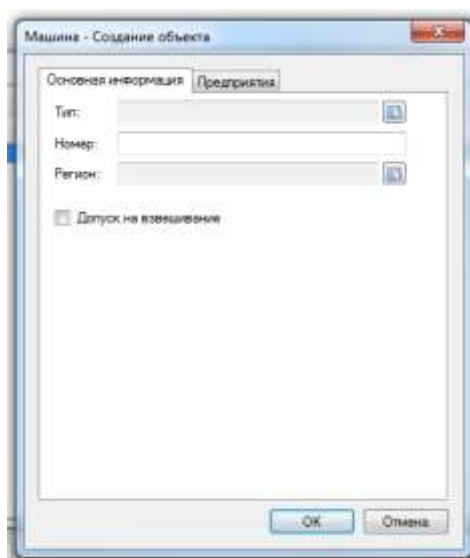 Машина - Создание объекта
Основная информация Предприятия
Тип:
Номер:
Регион:
Допуск на взвешивание
OK Отмена